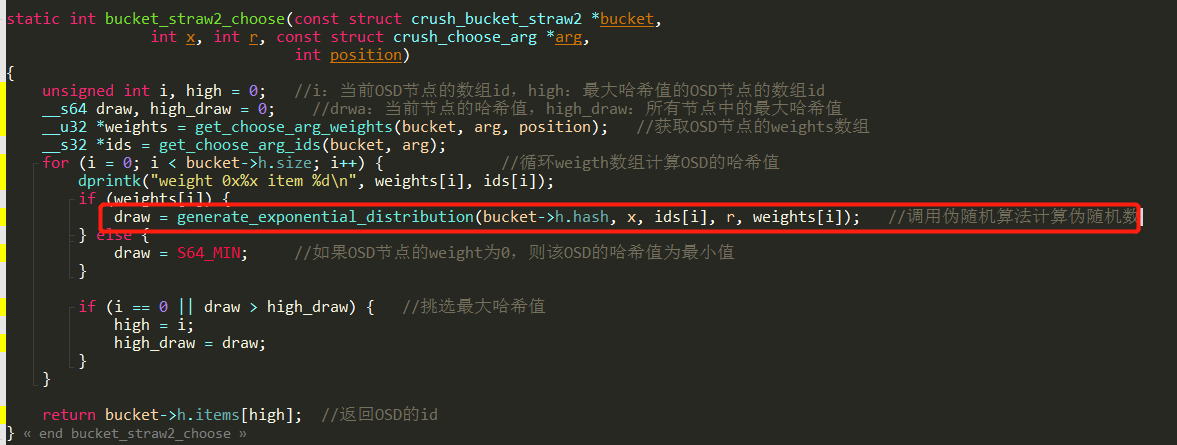 static int bucket_straw2_choose(const struct crush_bucket_straw2 *bucket,
int x, int r, const struct crush_choose_arg *arg,
int position)
{
unsigned int i, high = 0; //i：当前OSD节点的数组id，high：最大哈希值的OSD节点的数组id
__s64 draw, high_draw = 0; //drwa：当前节点的哈希值，high_draw：所有节点中的最大哈希值
__u32 *weights = get_choose_arg_weights(bucket, arg, position); //获取OSD节点的weights数组
__s32 *ids = get_choose_arg_ids(bucket, arg);
for (i = 0; i < bucket->h.size; i++) { //循环weigth数组计算OSD的哈希值
dprintk("weight 0x%x item %d\n", weights[i], ids[i]);
if (weights[i]) {
draw = generate_exponential_distribution(bucket->h.hash, x, ids[i], r, weights[i]); //调用伪随机算法计算伪随机数
} else {
draw = S64_MIN; //如果OSD节点的weight为0，则该OSD的哈希值为最小值
}
if (i == 0 || draw > high_draw) { //挑选最大哈希值
high = i;
high_draw = draw;
}
}
return bucket->h.items[high]; //返回OSD的id
} « end bucket_straw2_choose »